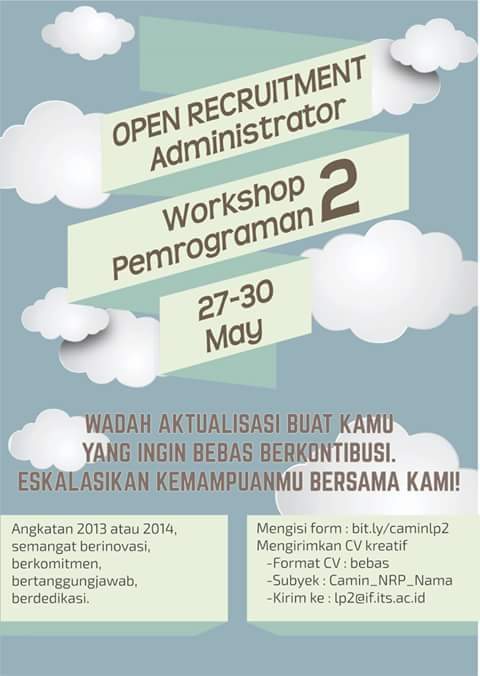 OPEN RECRUITMENT
Administrator
Workshop
Pemrograman 2
27-30
May
WADAH AKTUALISASI BUAT KAMU
YANG INGIN BEBAS BERKONTIBUSI.
ESKALASIKAN KEMAMPUANMU BERSAMA KAMI!
Angkatan 2013 atau 2014,
semangat berinovasi,
berkomitmen,
bertanggungjawab,
berdedikasi.
Mengisi form : bit.ly/caminlp2
Mengirimkan CV kreatif
-Format CV : bebas
-Subyek : Camin_NRP_Nama
-Kirim ke : lp2@if.its.ac.id